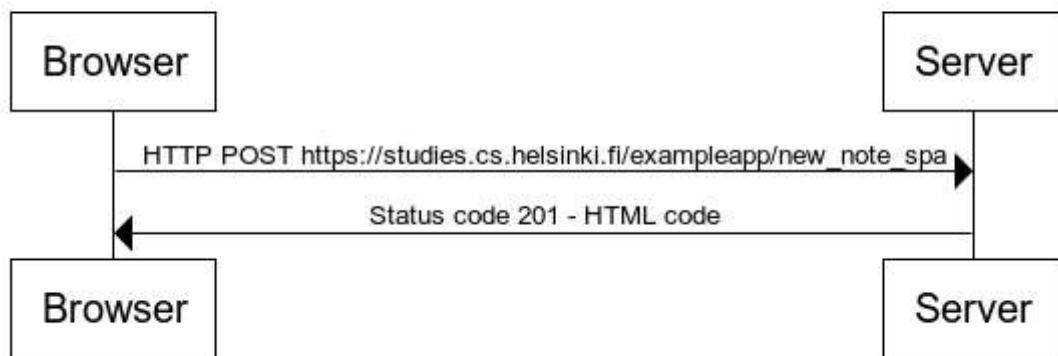 Browser Server
HTTP POST https://studies.cs.helsinki.fi/exampleapp/new_note_spa
Status code 201 - HTML code
Browser Server